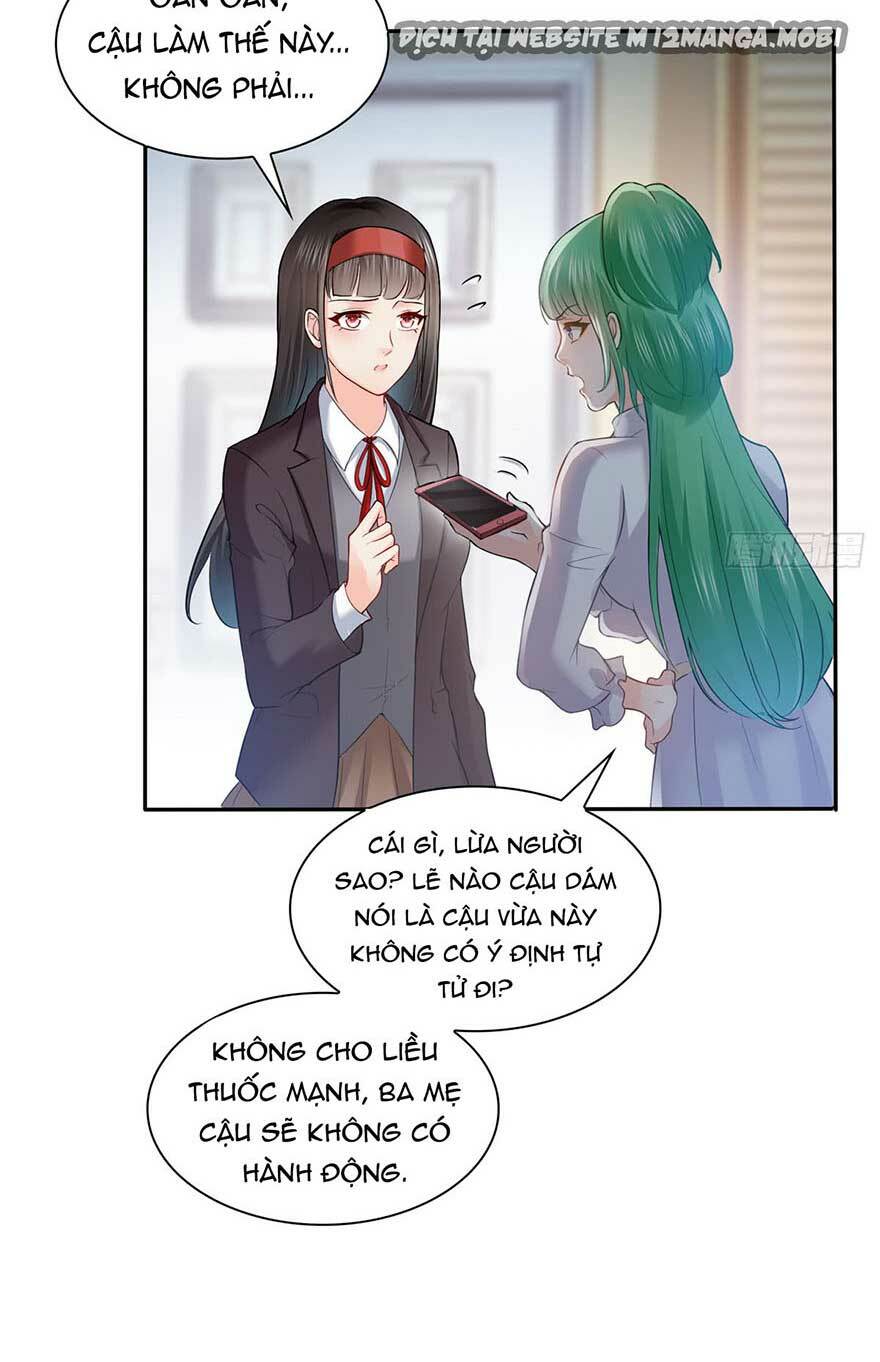 CẬU LÀM THẾ NÀY...
KHÔNG PHẢI...
DỊCH TẠI WEBSITE M I2MANGA.MOBI
CÁI GÌ, LỪA NGƯỜI
SAO? LẼ NÀO CẬU DÁM
NÓI LÀ CẬU VỪA NÀY
KHÔNG CÓ Ý ĐỊNH TỰ
TỬ ĐI?
KHÔNG CHO LIỀU
THUỐC MẠNH, BA MẸ
CẬU SẼ KHÔNG CÓ
HÀNH ĐỘNG.